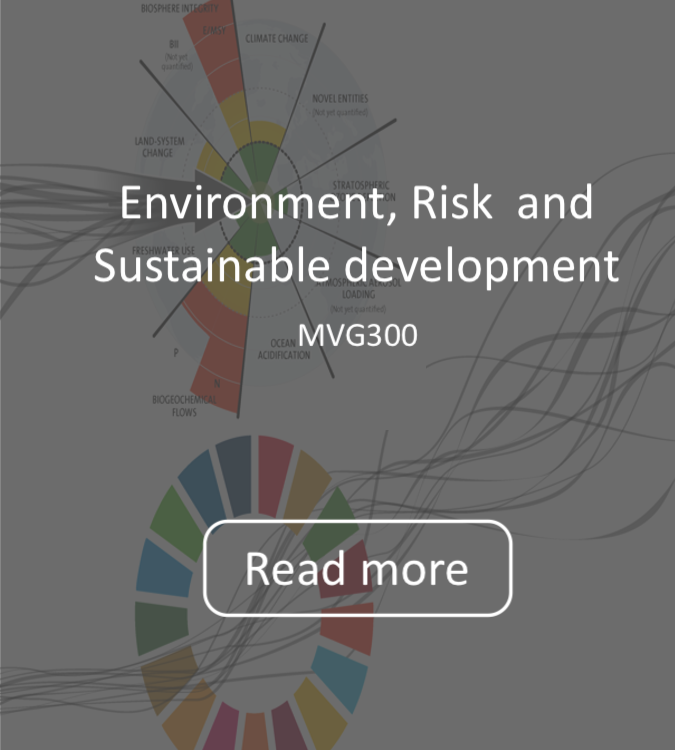 BIOSPHERE INTEGRITY
E/MSY
CLIMATE CHANGE
BII
(Not yet
quantified)
NOVEL ENTITIES
(Not yet quantified)
LAND-SYSTEM
CHANGE
STRATOSPHERIC
Environment, Risk  and
FRESHWATER USE
Sustainable development
ATMOSPHERIC AEROSOL
LOADING
(Not yet quantified)
MVG300
P
OCEAN
ACIDIFICATION
N
BIOGEOCHEMICAL
FLOWS
Read more